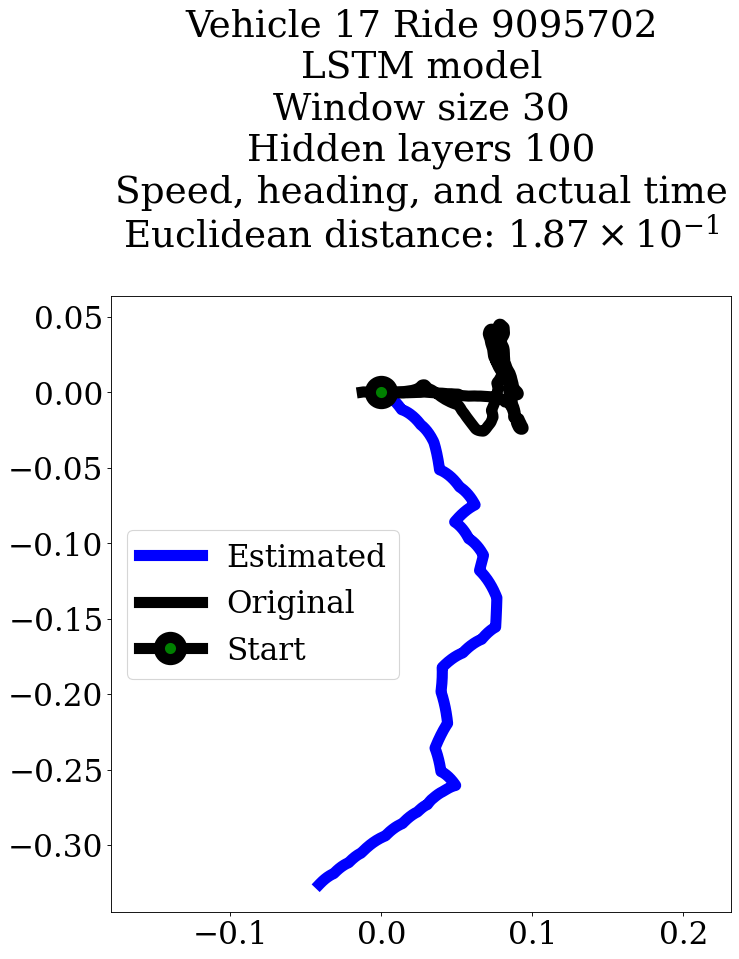 Vehicle 17 Ride 9095702
LSTM model
Window size 30
Hidden layers 100
Speed, heading, and actual time
Euclidean distance: 1.87 × 10⁻¹
0.05
0.00
−0.05
−0.10
−0.15
−0.20
−0.25
−0.30
Estimated
Original
Start
−0.1
0.0
0.1
0.2